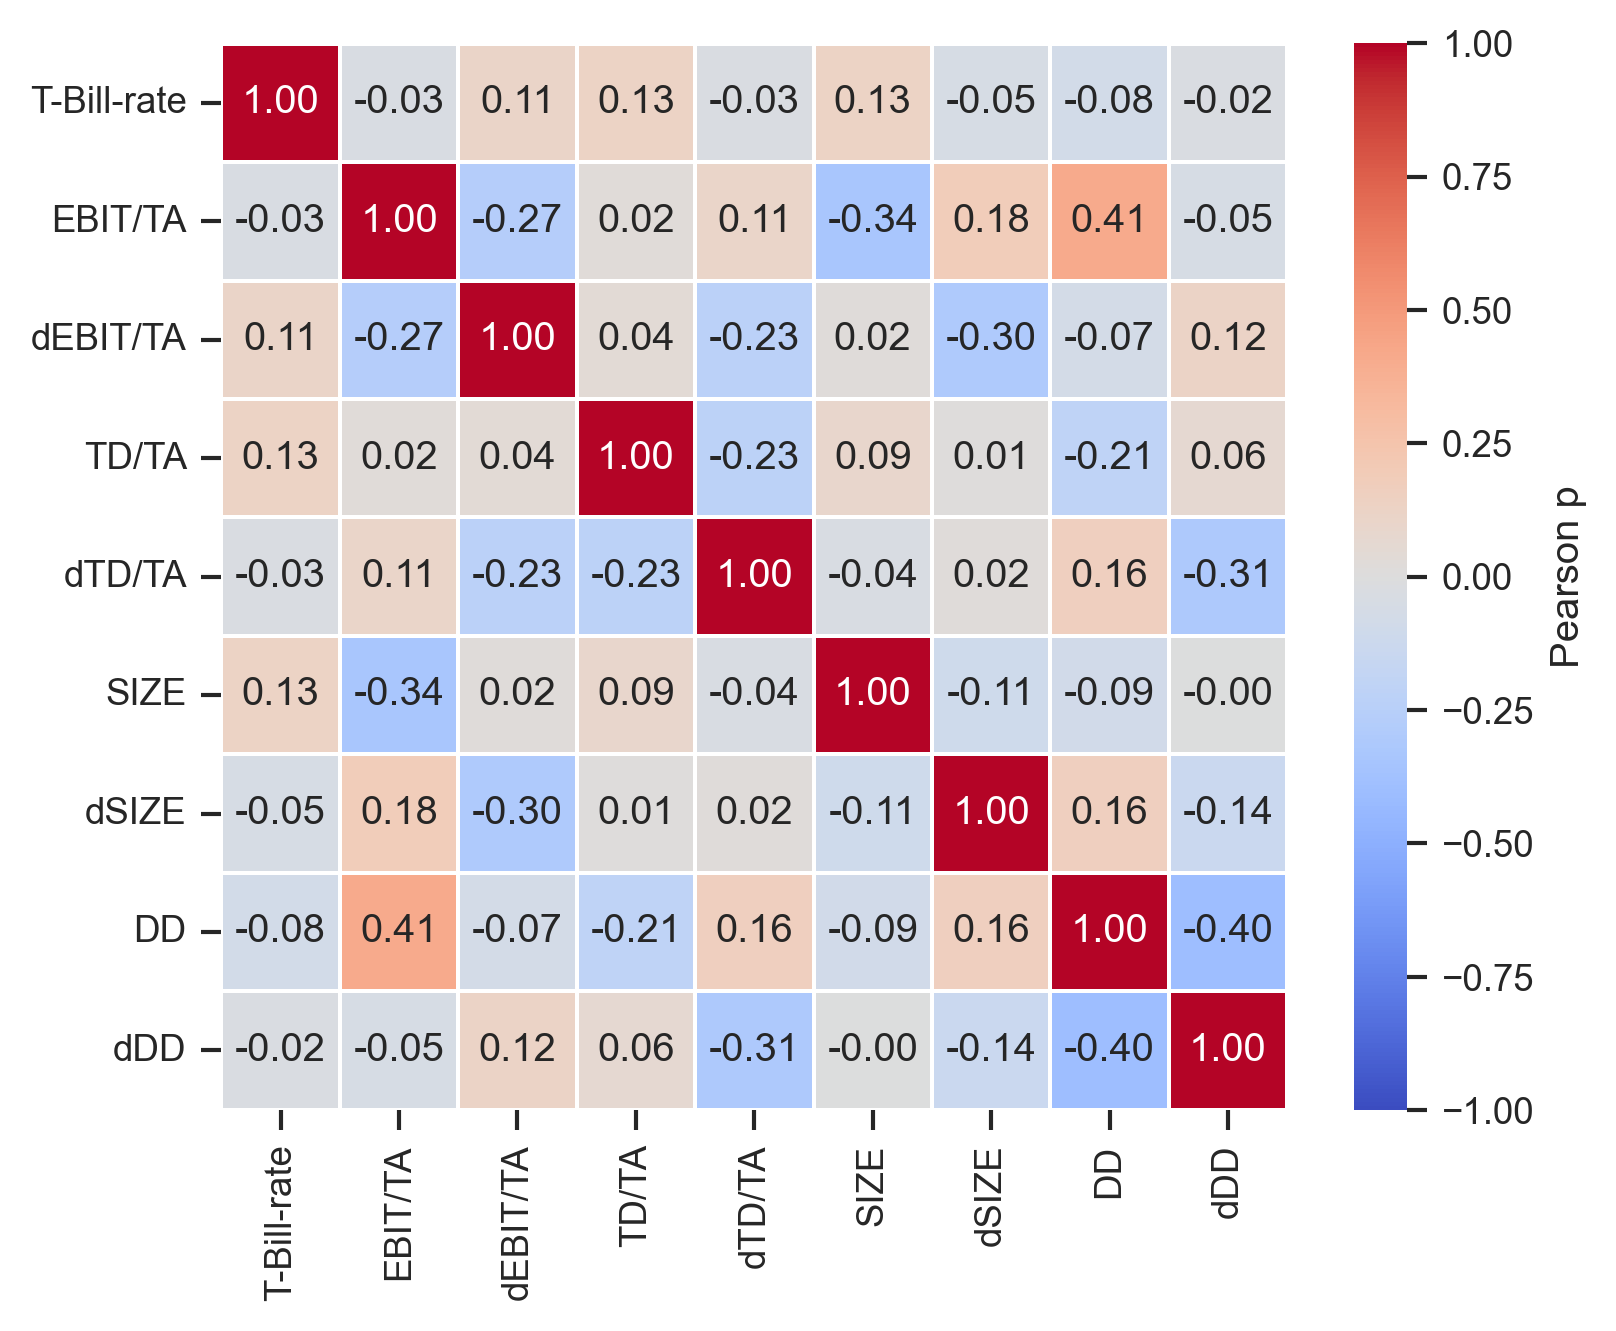 T-Bill-rate 1.00 -0.03 0.11 0.13 -0.03 0.13 -0.05 -0.08 -0.02
EBIT/TA -0.03 1.00 -0.27 0.02 0.11 -0.34 0.18 0.41 -0.05
dEBIT/TA 0.11 -0.27 1.00 0.04 -0.23 0.02 -0.30 -0.07 0.12
TD/TA 0.13 0.02 0.04 1.00 -0.23 0.09 0.01 -0.21 0.06
dTD/TA -0.03 0.11 -0.23 -0.23 1.00 -0.04 0.02 0.16 -0.31
SIZE 0.13 -0.34 0.02 0.09 -0.04 1.00 -0.11 -0.09 -0.00
dSIZE -0.05 0.18 -0.30 0.01 0.02 -0.11 1.00 0.16 -0.14
DD -0.08 0.41 -0.07 -0.21 0.16 -0.09 0.16 1.00 -0.40
dDD -0.02 -0.05 0.12 0.06 -0.31 -0.00 -0.14 -0.40 1.00
T-Bill-rate EBIT/TA dEBIT/TA TD/TA dTD/TA SIZE dSIZE DD dDD
1.00
0.75
0.50
0.25
0.00
−0.25
−0.50
−0.75
−1.00
Pearson p